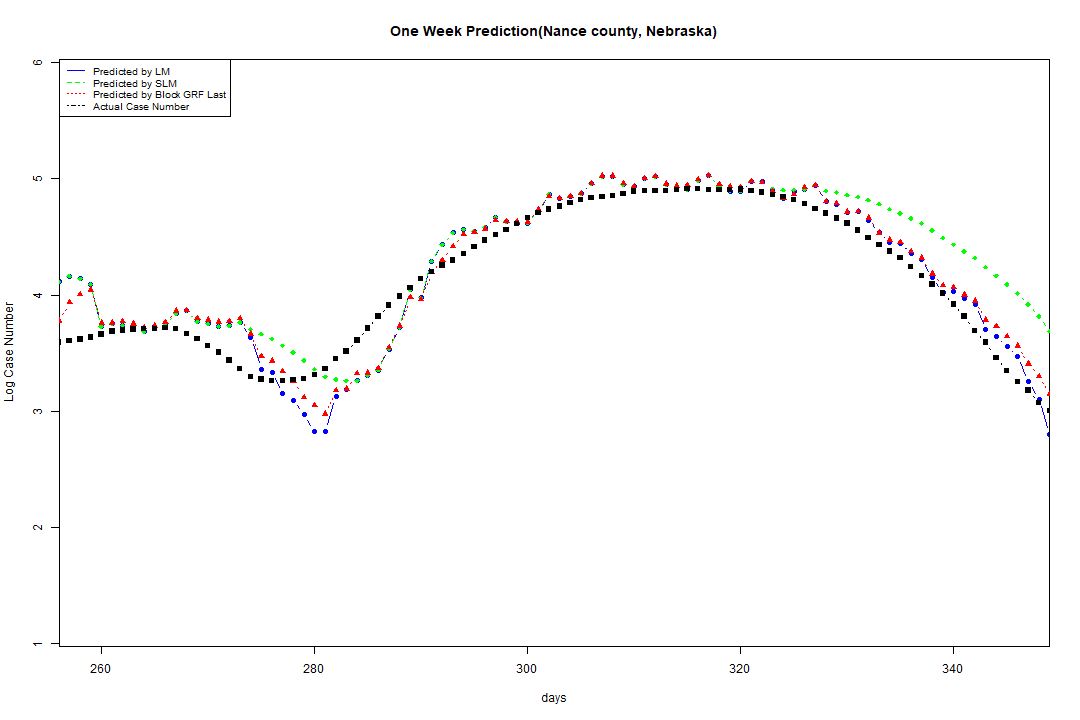 One Week Prediction(Nance county, Nebraska)
Predicted by LM
Predicted by SLM
Predicted by Block GRF Last
Actual Case Number
Log Case Number
6
5
4
3
2
1
260 280 300 320 340
days